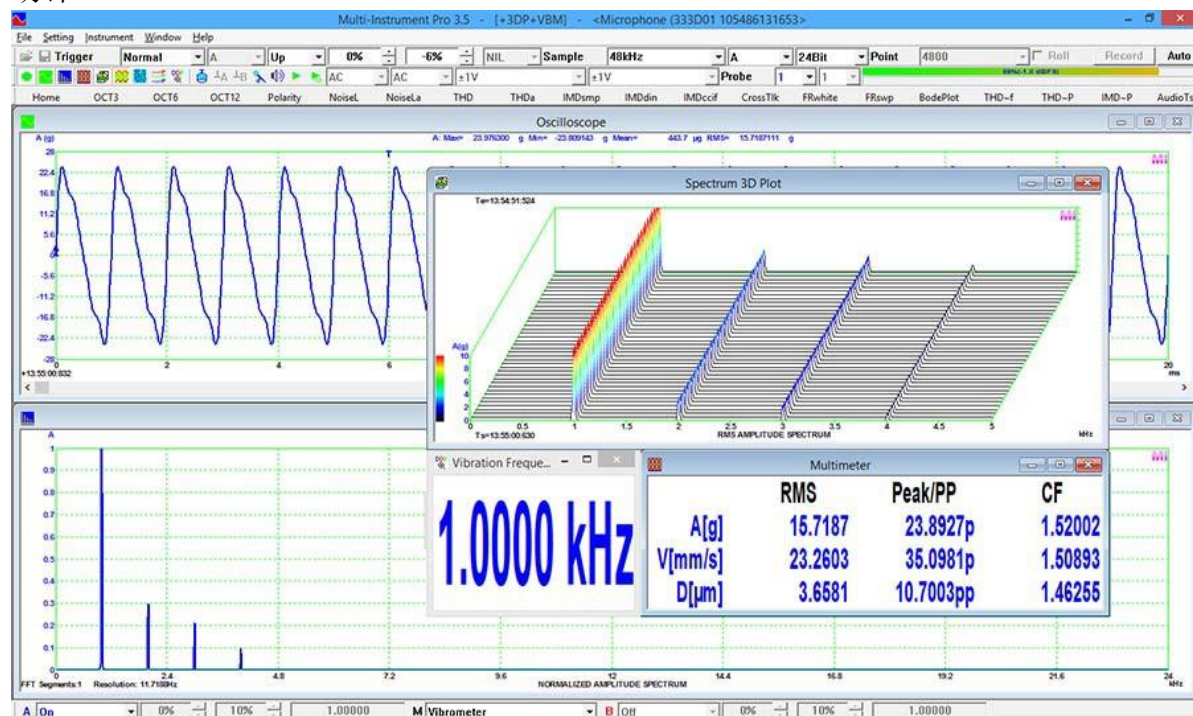 Multi-Instrument Pro 3.5 - [+3DP+VBM] - <Microphone (333D01 105486131653>
File Setting Instrument Window Help
Trigger Normal A Up 0% -6% NIL Sample 48kHz A 24Bit Point 4800 Roll Record Auto
AC AC ±1V ±1V Probe 1 1
Home OCT3 OCT6 OCT12 Polarity NoiseL NoiseLa THD THDa IMDsmp IMDdin IMDccif CrossTlk FRwhite FRswp BodePlot THD~f THD~P IMD~P AudioTs
Oscilloscope
A (g) A: Max= 23.976300 g Min= -23.809143 g Mean= 443.7 µg RMS= 15.7187111 g
28
22.4
16.8
11.2
5.6
0
-5.6
-11.2
-16.8
-22.4
-28
0 2 4 6 20
+13:55:00:832 ms
MI
Spectrum 3D Plot
Te=13:54:51:524
MI
A(g)
10
8
6
4
2
0
0 0.5 1 1.5 2 2.5 3 3.5 4 4.5 5
Ts=13:55:00:630 RMS AMPLITUDE SPECTRUM kHz
A
MI
1
0.9
0.8
0.7
0.6
0.5
0.4
0.3
0.2
0.1
0 2.4 4.8 7.2 9.6 12 14.4 16.8 19.2 21.6 24
FFT Segments:1 Resolution: 11.7188Hz NORMALIZED AMPLITUDE SPECTRUM kHz
Vibration Freque...
1.0000 kHz
Multimeter
RMS Peak/PP CF
A[g] 15.7187 23.8927p 1.52002
V[mm/s] 23.2603 35.0981p 1.50893
D[µm] 3.6581 10.7003pp 1.46255
A On 0% 10% 1.00000 M Vibrometer B Off 0% 10% 1.00000